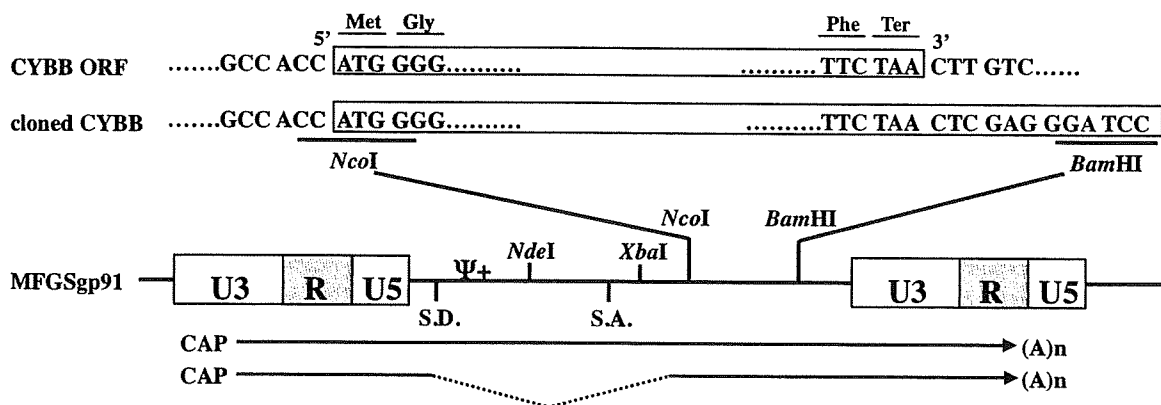 Met Gly Phe Ter
5’ 3’
CYBB ORF .......GCC ACC ATG GGG.......... ..........TTC TAA CTT GTC......
cloned CYBB .......GCC ACC ATG GGG.......... ..........TTC TAA CTC GAG GGA TCC
NcoI BamHI
NcoI BamHI
NdeI XbaI
MFGSgp91 U3 R U5 Ψ+ U3 R U5
S.D. S.A.
CAP (A)n
CAP (A)n